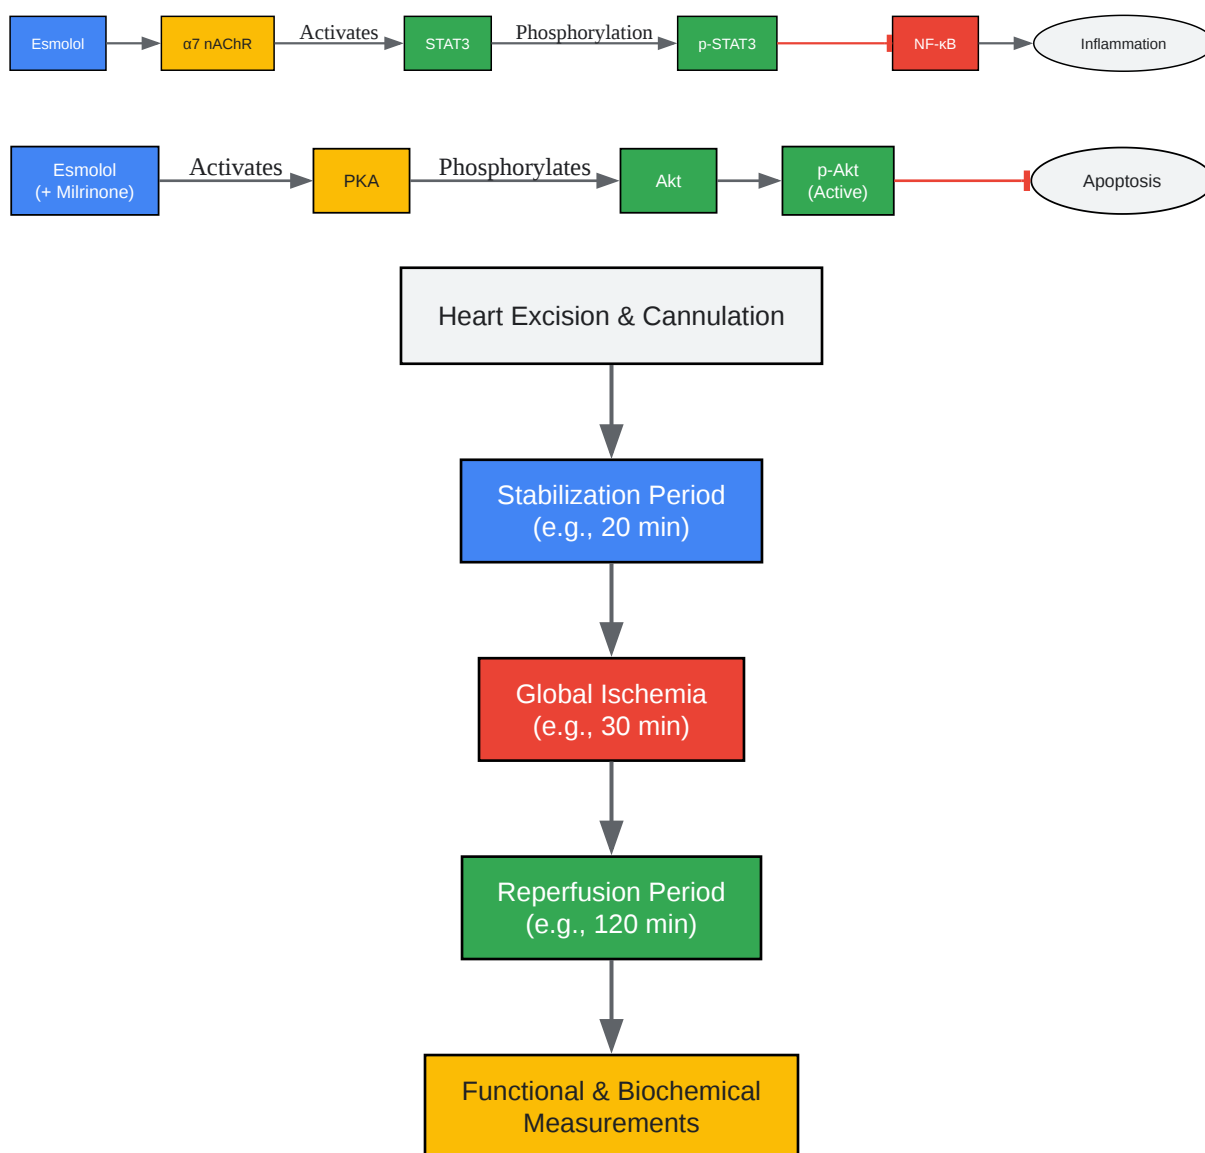 Esmolol
α7 nAChR
Activates
STAT3
Phosphorylation
p-STAT3
NF-κB
Inflammation
Esmolol
(+ Milrinone)
Activates
PKA
Phosphorylates
Akt
p-Akt
(Active)
Apoptosis
Heart Excision & Cannulation
Stabilization Period
(e.g., 20 min)
Global Ischemia
(e.g., 30 min)
Reperfusion Period
(e.g., 120 min)
Functional & Biochemical
Measurements